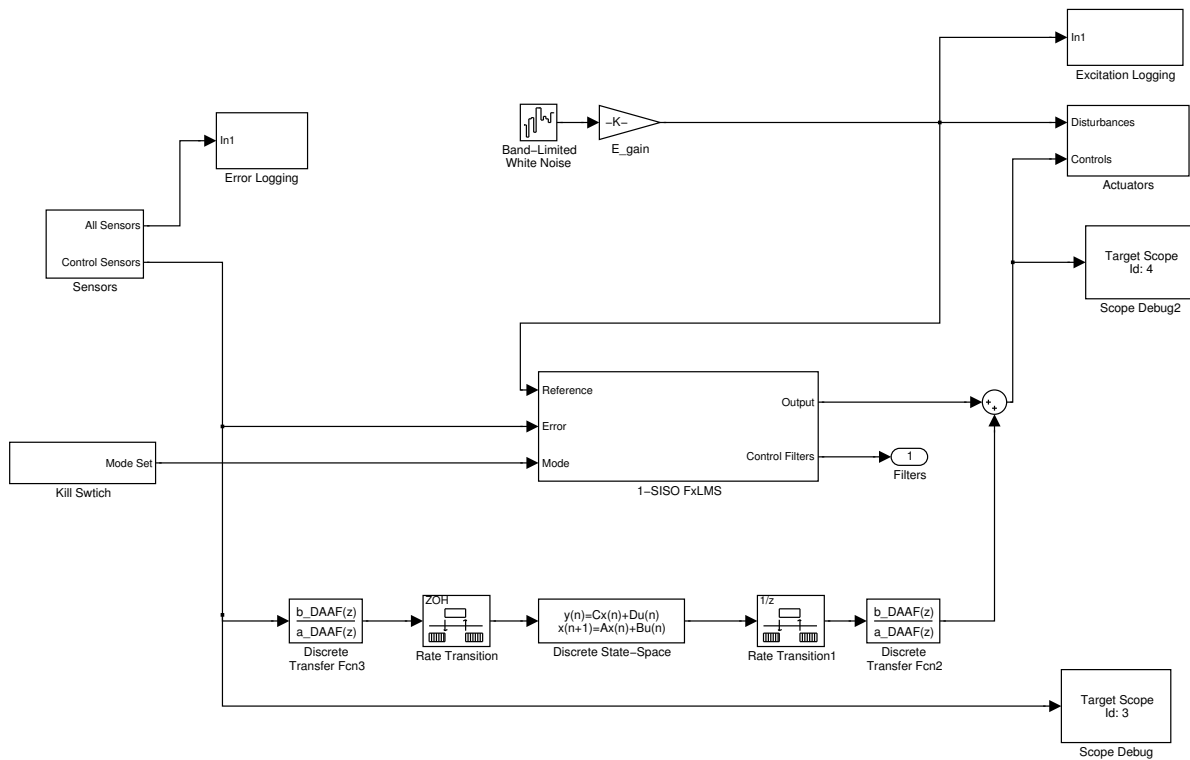 In1
Excitation Logging
Disturbances
Controls
Actuators
−K−
Band−Limited
White Noise
E_gain
In1
Error Logging
All Sensors
Control Sensors
Sensors
Target Scope
Id: 4
Scope Debug2
Reference
Error
Mode
Output
Control Filters
1−SISO FxLMS
+
+
1
Filters
Mode Set
Kill Swtich
b_DAAF(z)
a_DAAF(z)
Discrete
Transfer Fcn3
ZOH
Rate Transition
y(n)=Cx(n)+Du(n)
x(n+1)=Ax(n)+Bu(n)
Discrete State−Space
1/z
Rate Transition1
b_DAAF(z)
a_DAAF(z)
Discrete
Transfer Fcn2
Target Scope
Id: 3
Scope Debug